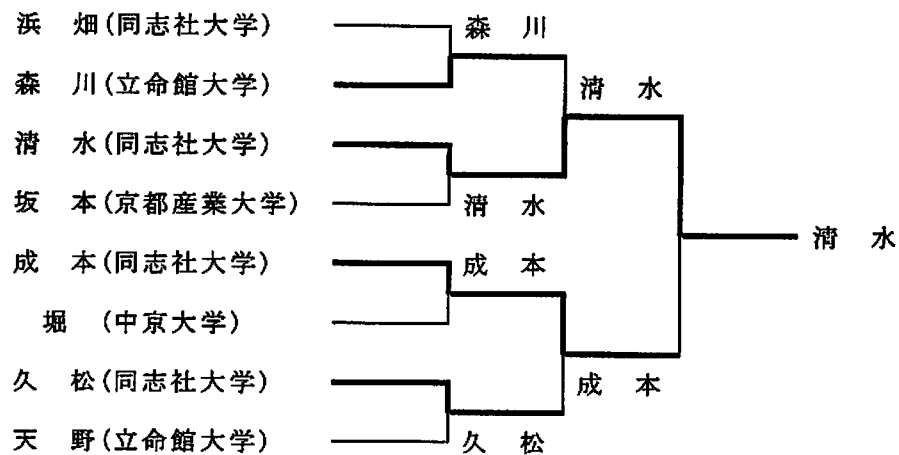 浜 畑(同志社大学)
森 川
森 川(立命館大学)
清 水
清 水(同志社大学)
坂 本(京都産業大学)
清 水
清 水
成 本(同志社大学)
成 本
堀 (中京大学)
久 松(同志社大学)
成 本
天 野(立命館大学)
久 松